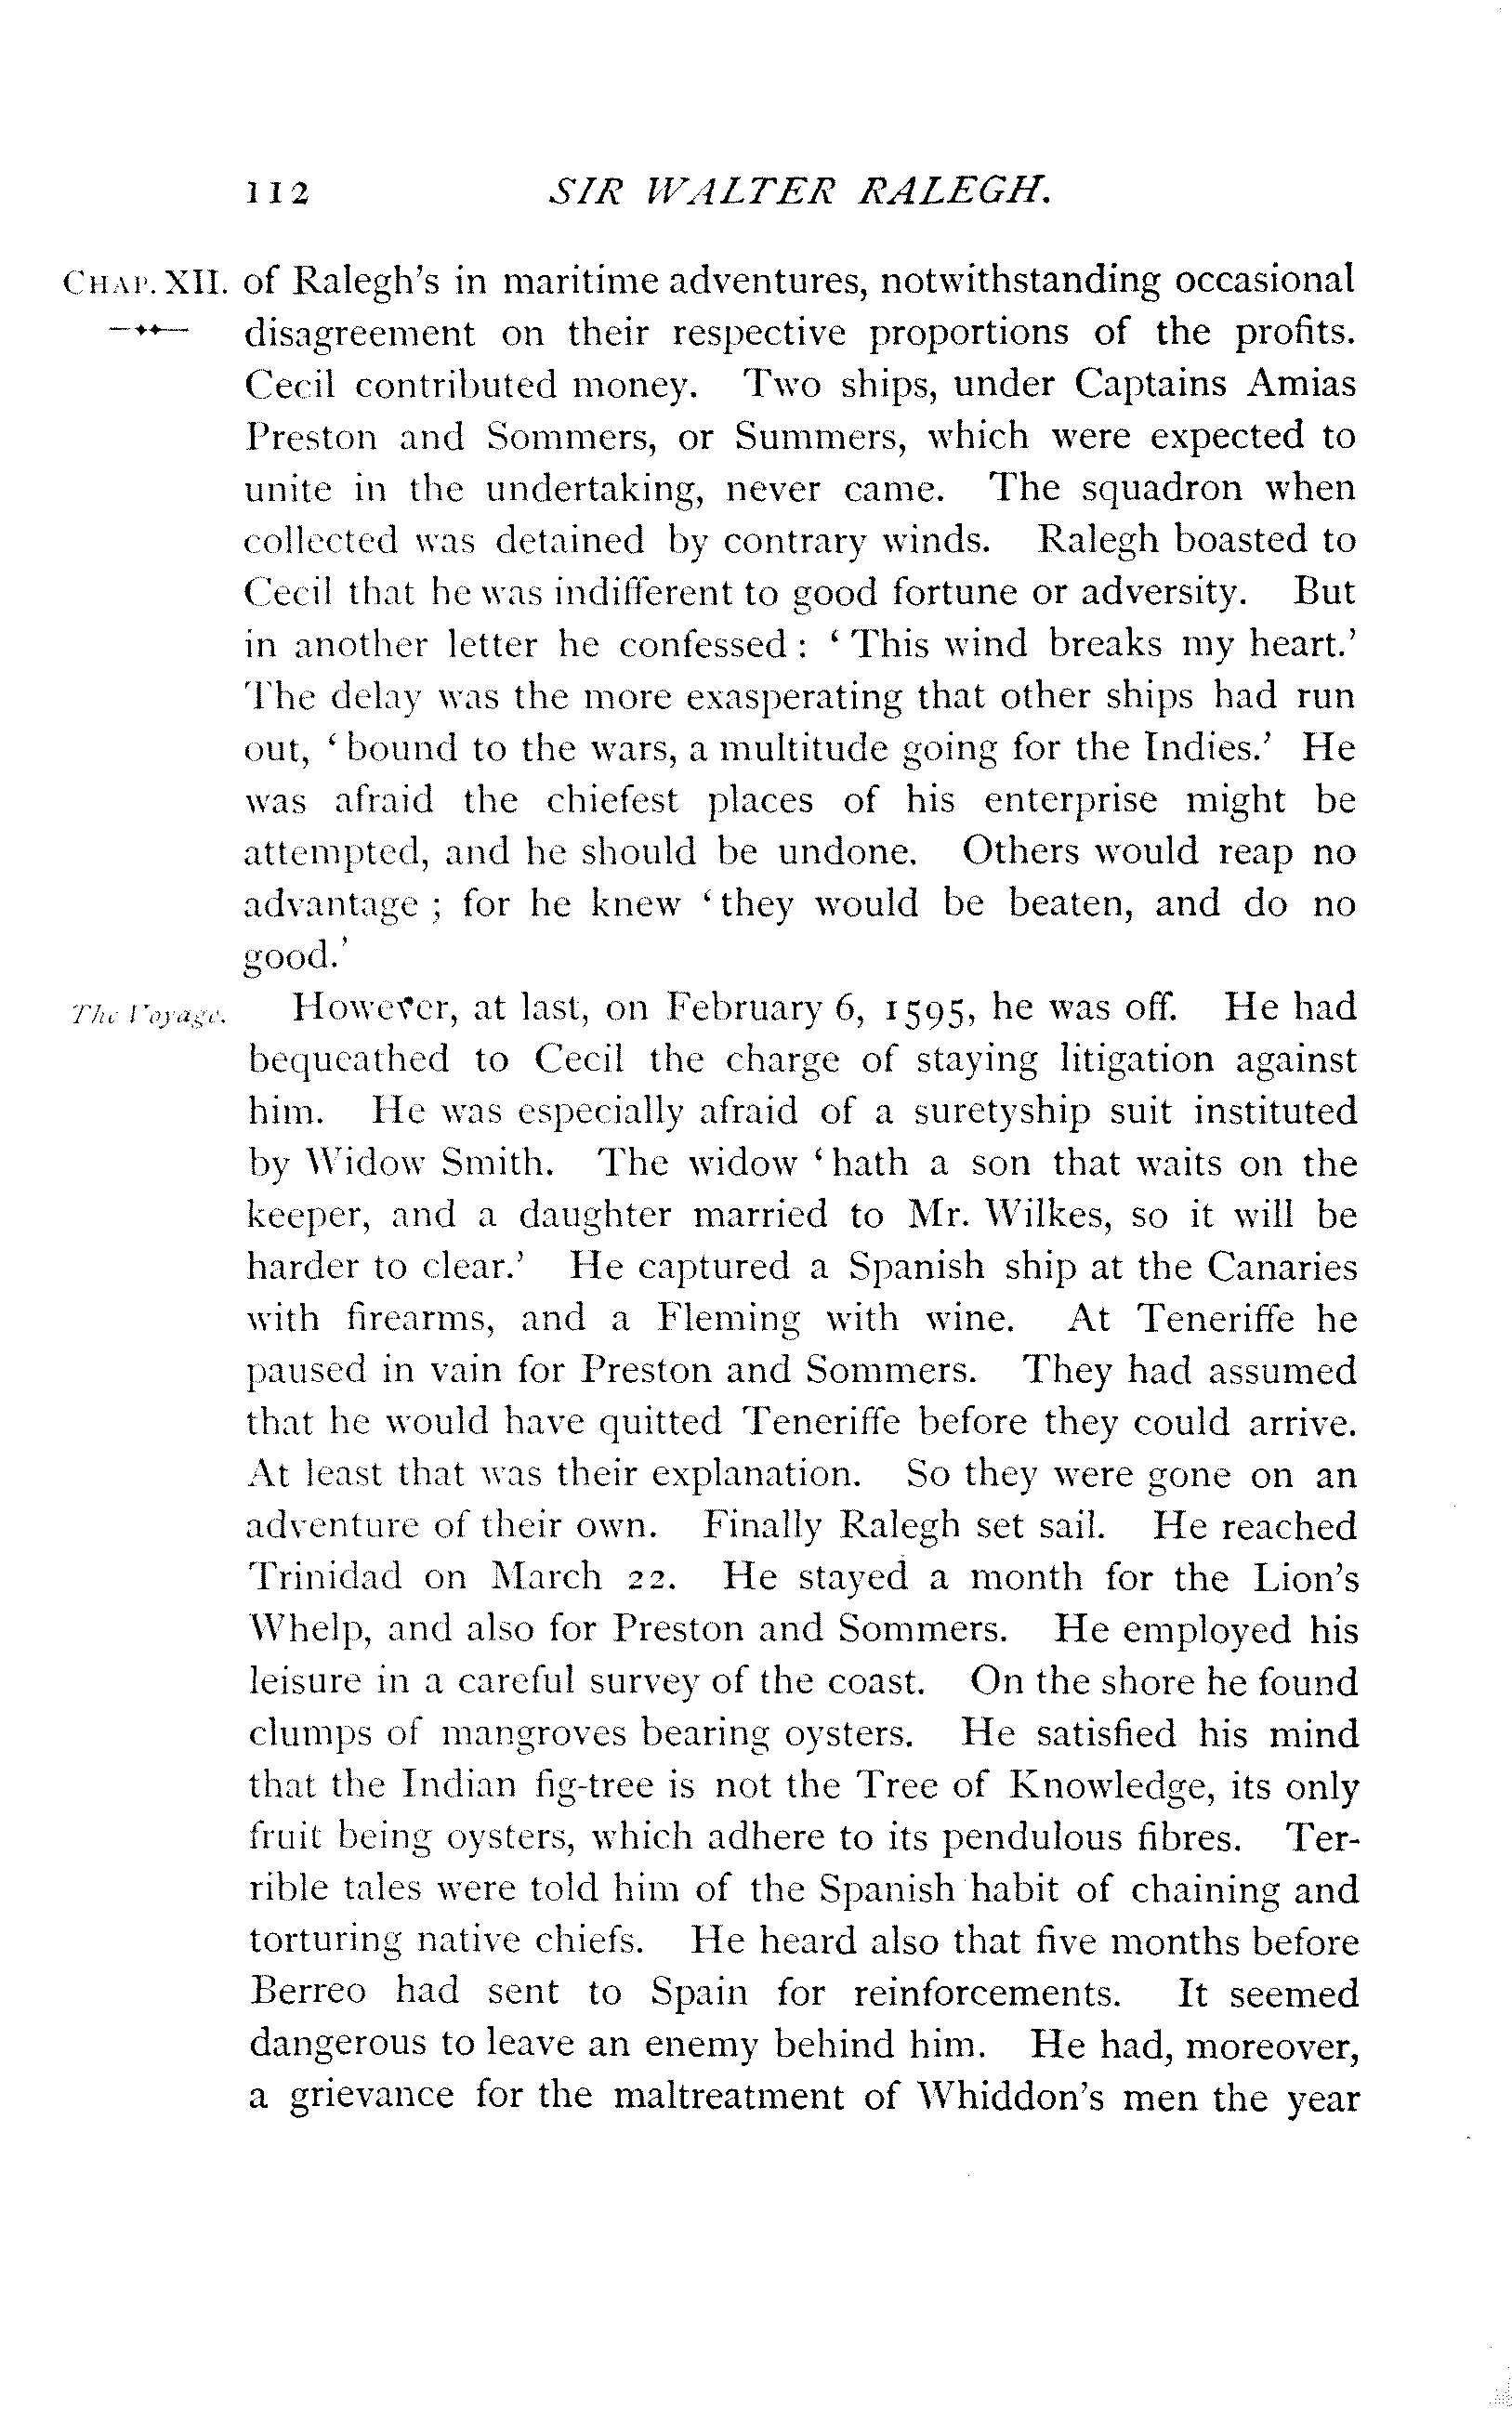 112 SIR WALTER RALEGH.
CHAP. XII. of Ralegh's in maritime adventures, notwithstanding occasional
disagreement on their respective proportions of the profits.
Cecil contributed money. Two ships, under Captains Amias
Preston and Sommers, or Summers, which were expected to
unite in the undertaking, never came. The squadron when
collected was detained by contrary winds. Ralegh boasted to
Cecil that he was indifferent to good fortune or adversity. But
in another letter he confessed : ‘ This wind breaks my heart.’
The delay was the more exasperating that other ships had run
out, ‘ bound to the wars, a multitude going for the Indies.’ He
was afraid the chiefest places of his enterprise might be
attempted, and he should be undone. Others would reap no
advantage ; for he knew ‘ they would be beaten, and do no
good.’
The Voyage. However, at last, on February 6, 1595, he was off. He had
bequeathed to Cecil the charge of staying litigation against
him. He was especially afraid of a suretyship suit instituted
by Widow Smith. The widow ‘ hath a son that waits on the
keeper, and a daughter married to Mr. Wilkes, so it will be
harder to clear.’ He captured a Spanish ship at the Canaries
with firearms, and a Fleming with wine. At Teneriffe he
paused in vain for Preston and Sommers. They had assumed
that he would have quitted Teneriffe before they could arrive.
At least that was their explanation. So they were gone on an
adventure of their own. Finally Ralegh set sail. He reached
Trinidad on March 22. He stayed a month for the Lion's
Whelp, and also for Preston and Sommers. He employed his
leisure in a careful survey of the coast. On the shore he found
clumps of mangroves bearing oysters. He satisfied his mind
that the Indian fig-tree is not the Tree of Knowledge, its only
fruit being oysters, which adhere to its pendulous fibres. Ter-
rible tales were told him of the Spanish habit of chaining and
torturing native chiefs. He heard also that five months before
Berreo had sent to Spain for reinforcements. It seemed
dangerous to leave an enemy behind him. He had, moreover,
a grievance for the maltreatment of Whiddon's men the year